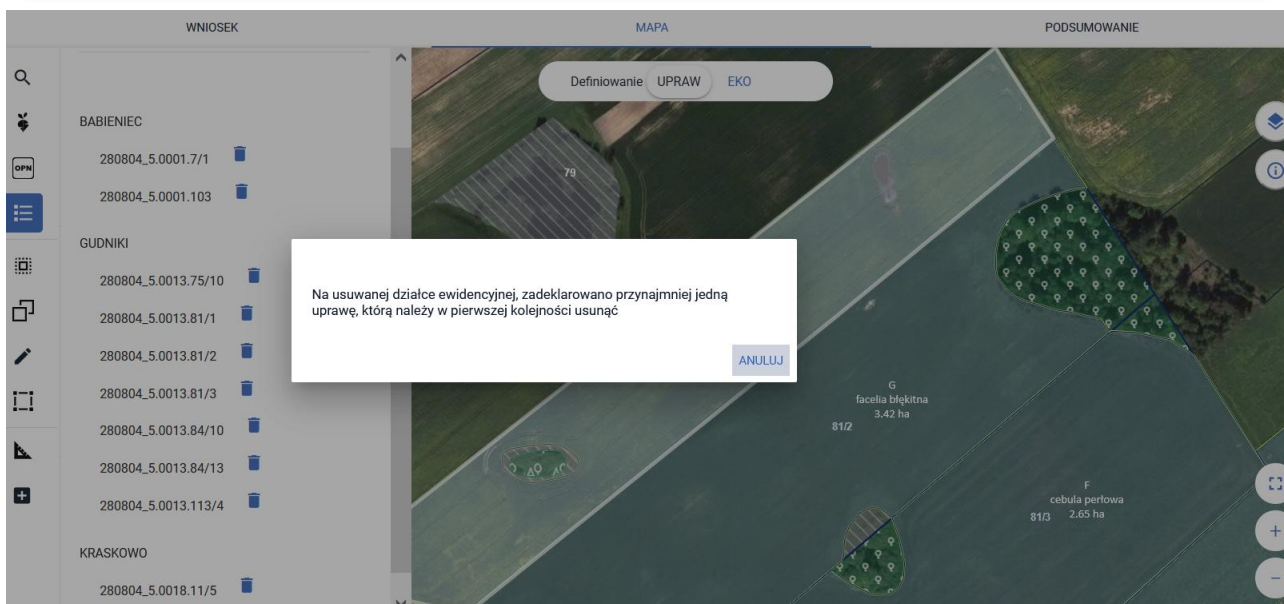 WNIOSEK
MAPA
PODSUMOWANIE
Definiowanie UPRAW EKO
OPN
BABIENIEC
280804_5.0001.7/1
280804_5.0001.103
GUDNIKI
280804_5.0013.75/10
280804_5.0013.81/1
280804_5.0013.81/2
280804_5.0013.81/3
280804_5.0013.84/10
280804_5.0013.84/13
280804_5.0013.113/4
KRASKOWO
280804_5.0018.11/5
Na usuwanej działce ewidencyjnej, zadeklarowano przynajmniej jedną
uprawę, którą należy w pierwszej kolejności usunąć
ANULUJ
79
G
facelia błękitna
3.42 ha
81/2
F
cebula perłowa
2.65 ha
81/3